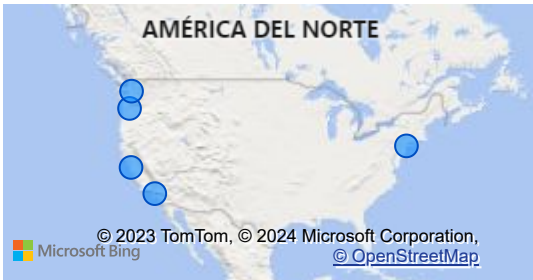 AMÉRICA DEL NORTE
© 2023 TomTom, © 2024 Microsoft Corporation,
Microsoft Bing
© OpenStreetMap